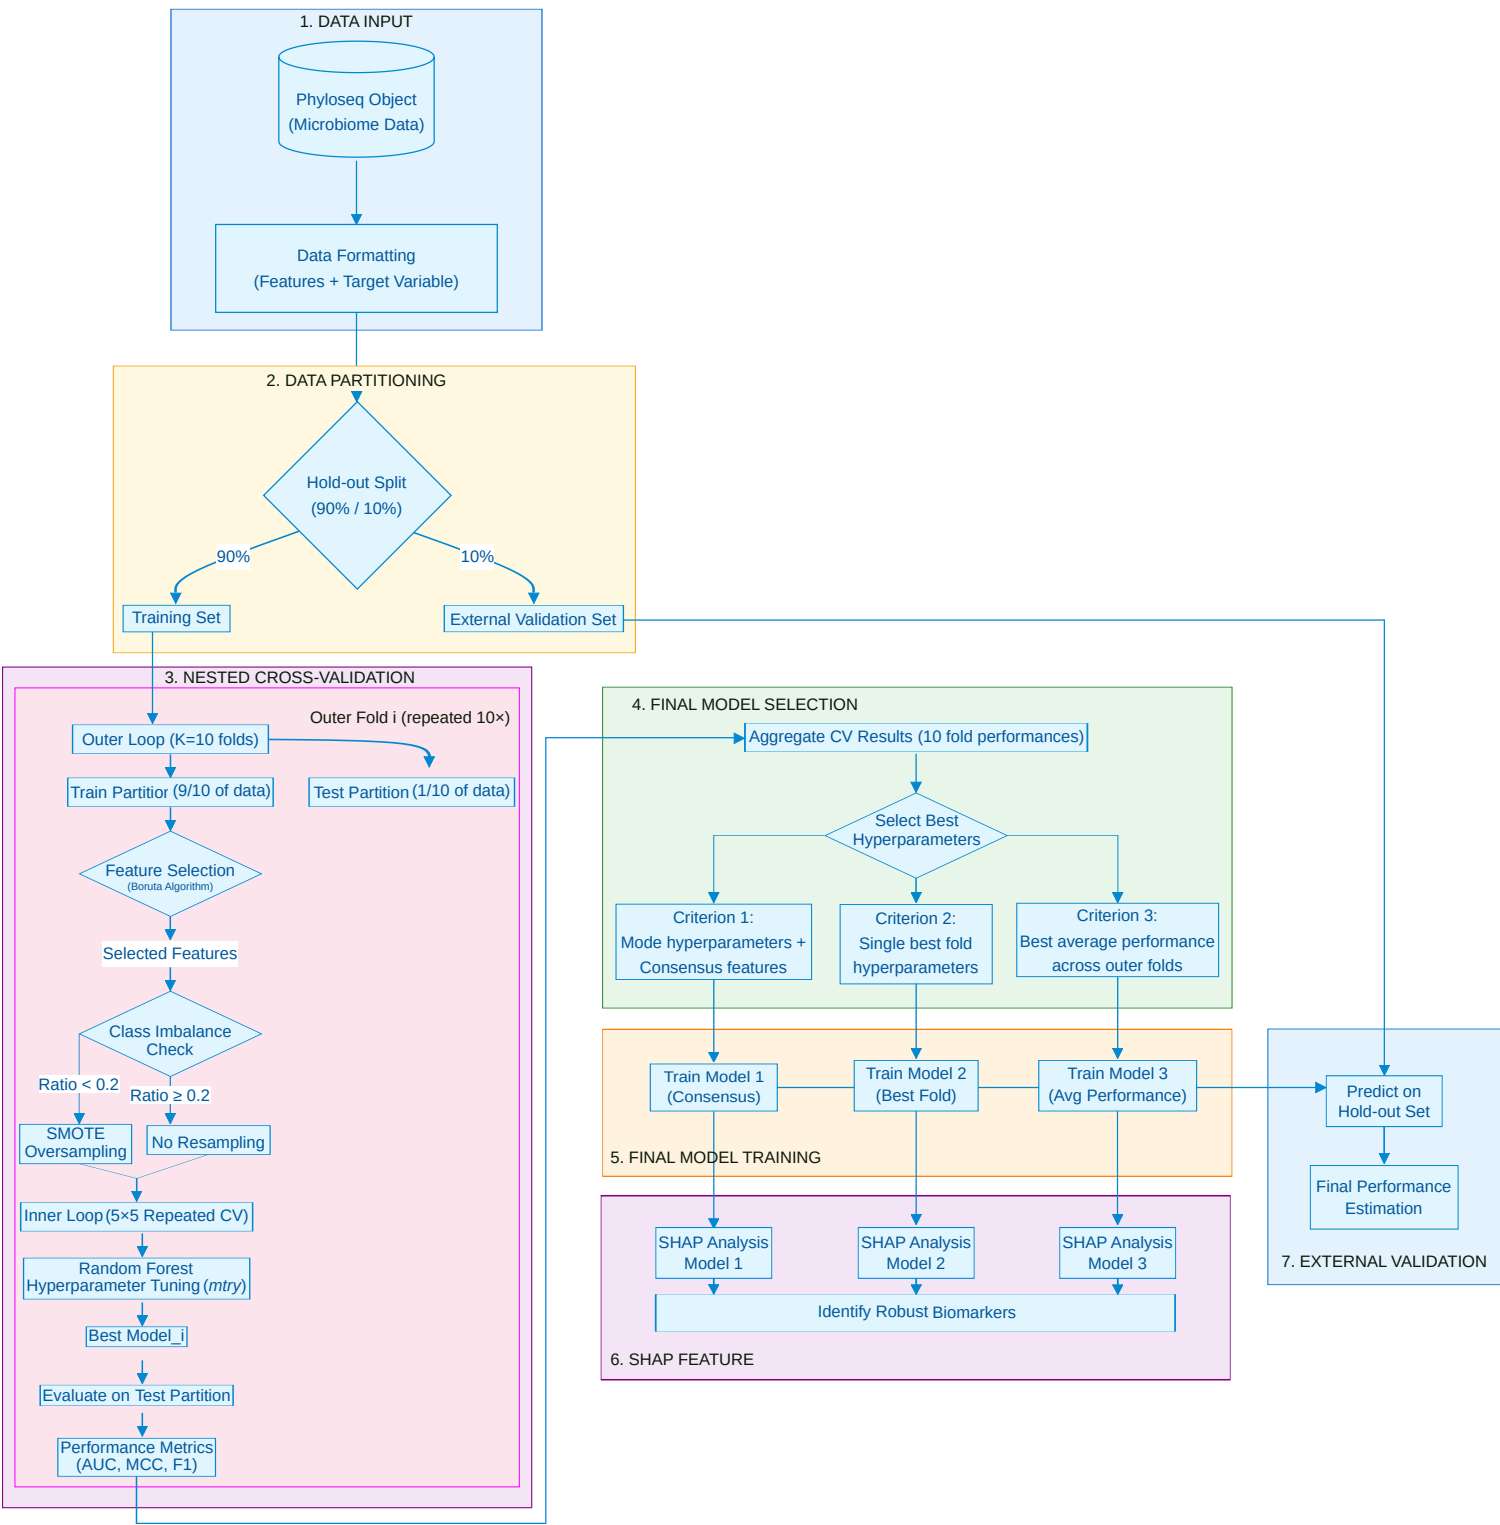 1. DATA INPUT
Phyloseq Object
(Microbiome Data)
Data Formatting
(Features + Target Variable)
2. DATA PARTITIONING
Hold-out Split
(90% / 10%)
90%
10%
Training Set
External Validation Set
3. NESTED CROSS-VALIDATION
Outer Fold i (repeated 10×)
Outer Loop (K=10 folds)
Train Partition (9/10 of data)
Test Partition (1/10 of data)
Feature Selection
(Boruta Algorithm)
Selected Features
Class Imbalance
Check
Ratio < 0.2
Ratio ≥ 0.2
SMOTE
Oversampling
No Resampling
Inner Loop (5×5 Repeated CV)
Random Forest
Hyperparameter Tuning (mtry)
Best Model_i
Evaluate on Test Partition
Performance Metrics
(AUC, MCC, F1)
4. FINAL MODEL SELECTION
Aggregate CV Results (10 fold performances)
Select Best
Hyperparameters
Criterion 1:
Mode hyperparameters +
Consensus features
Criterion 2:
Single best fold
hyperparameters
Criterion 3:
Best average performance
across outer folds
Train Model 1
(Consensus)
Train Model 2
(Best Fold)
Train Model 3
(Avg Performance)
5. FINAL MODEL TRAINING
SHAP Analysis
Model 1
SHAP Analysis
Model 2
SHAP Analysis
Model 3
Identify Robust Biomarkers
6. SHAP FEATURE
Predict on
Hold-out Set
Final Performance
Estimation
7. EXTERNAL VALIDATION